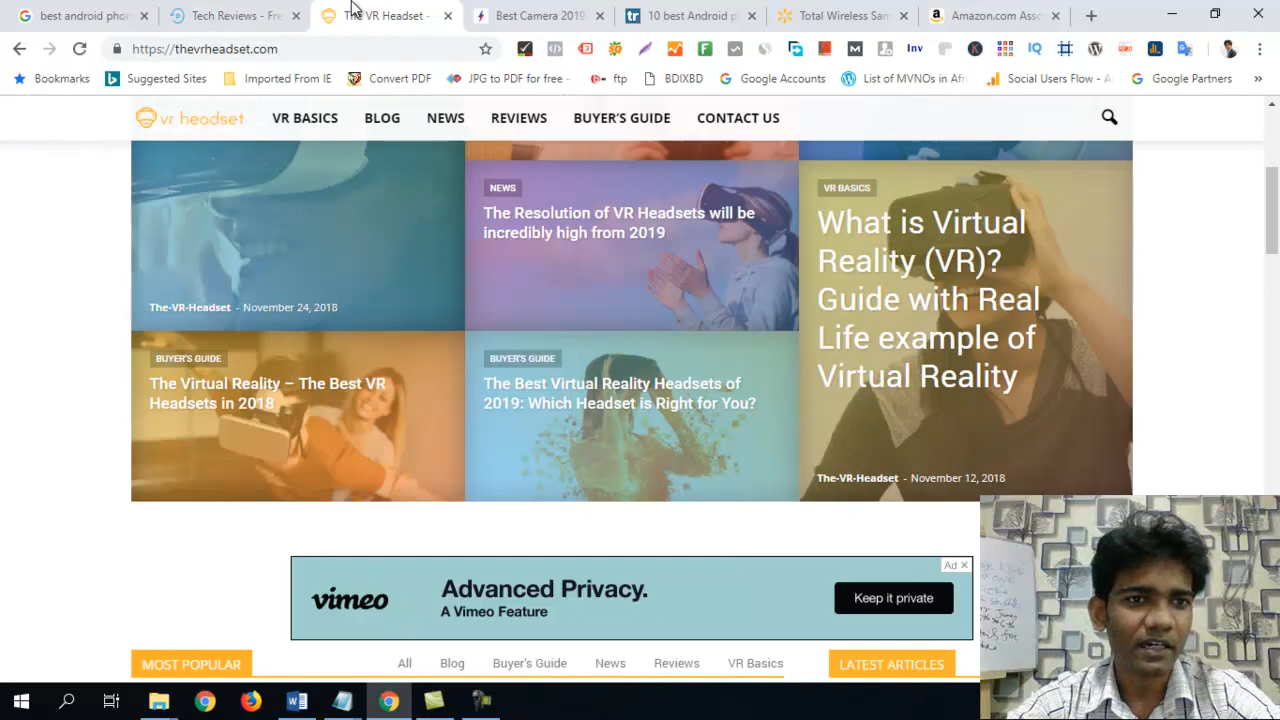 best android pho
Tech Reviews - Fre
The VR Headset -
Best Camera 2019
10 best Android p
Total Wireless Sam
Amazon.com Asso
https://thevrheadset.com
Inv
IQ
Bookmarks
Suggested Sites
Imported From IE
Convert PDF
JPG to PDF for free -
ftp
BDIXBD
Google Accounts
List of MVNOs in Afr
Social Users Flow - A
Google Partners
vr headset
VR BASICS
BLOG
NEWS
REVIEWS
BUYER'S GUIDE
CONTACT US
The-VR-Headset - November 24, 2018
NEWS
The Resolution of VR Headsets will be
incredibly high from 2019
VR BASICS
What is Virtual
Reality (VR)?
Guide with Real
Life example of
Virtual Reality
The-VR-Headset - November 12, 2018
BUYER'S GUIDE
The Virtual Reality – The Best VR
Headsets in 2018
BUYER'S GUIDE
The Best Virtual Reality Headsets of
2019: Which Headset is Right for You?
Ad
vimeo
Advanced Privacy.
A Vimeo Feature
Keep it private
MOST POPULAR
All
Blog
Buyer's Guide
News
Reviews
VR Basics
LATEST ARTICLES